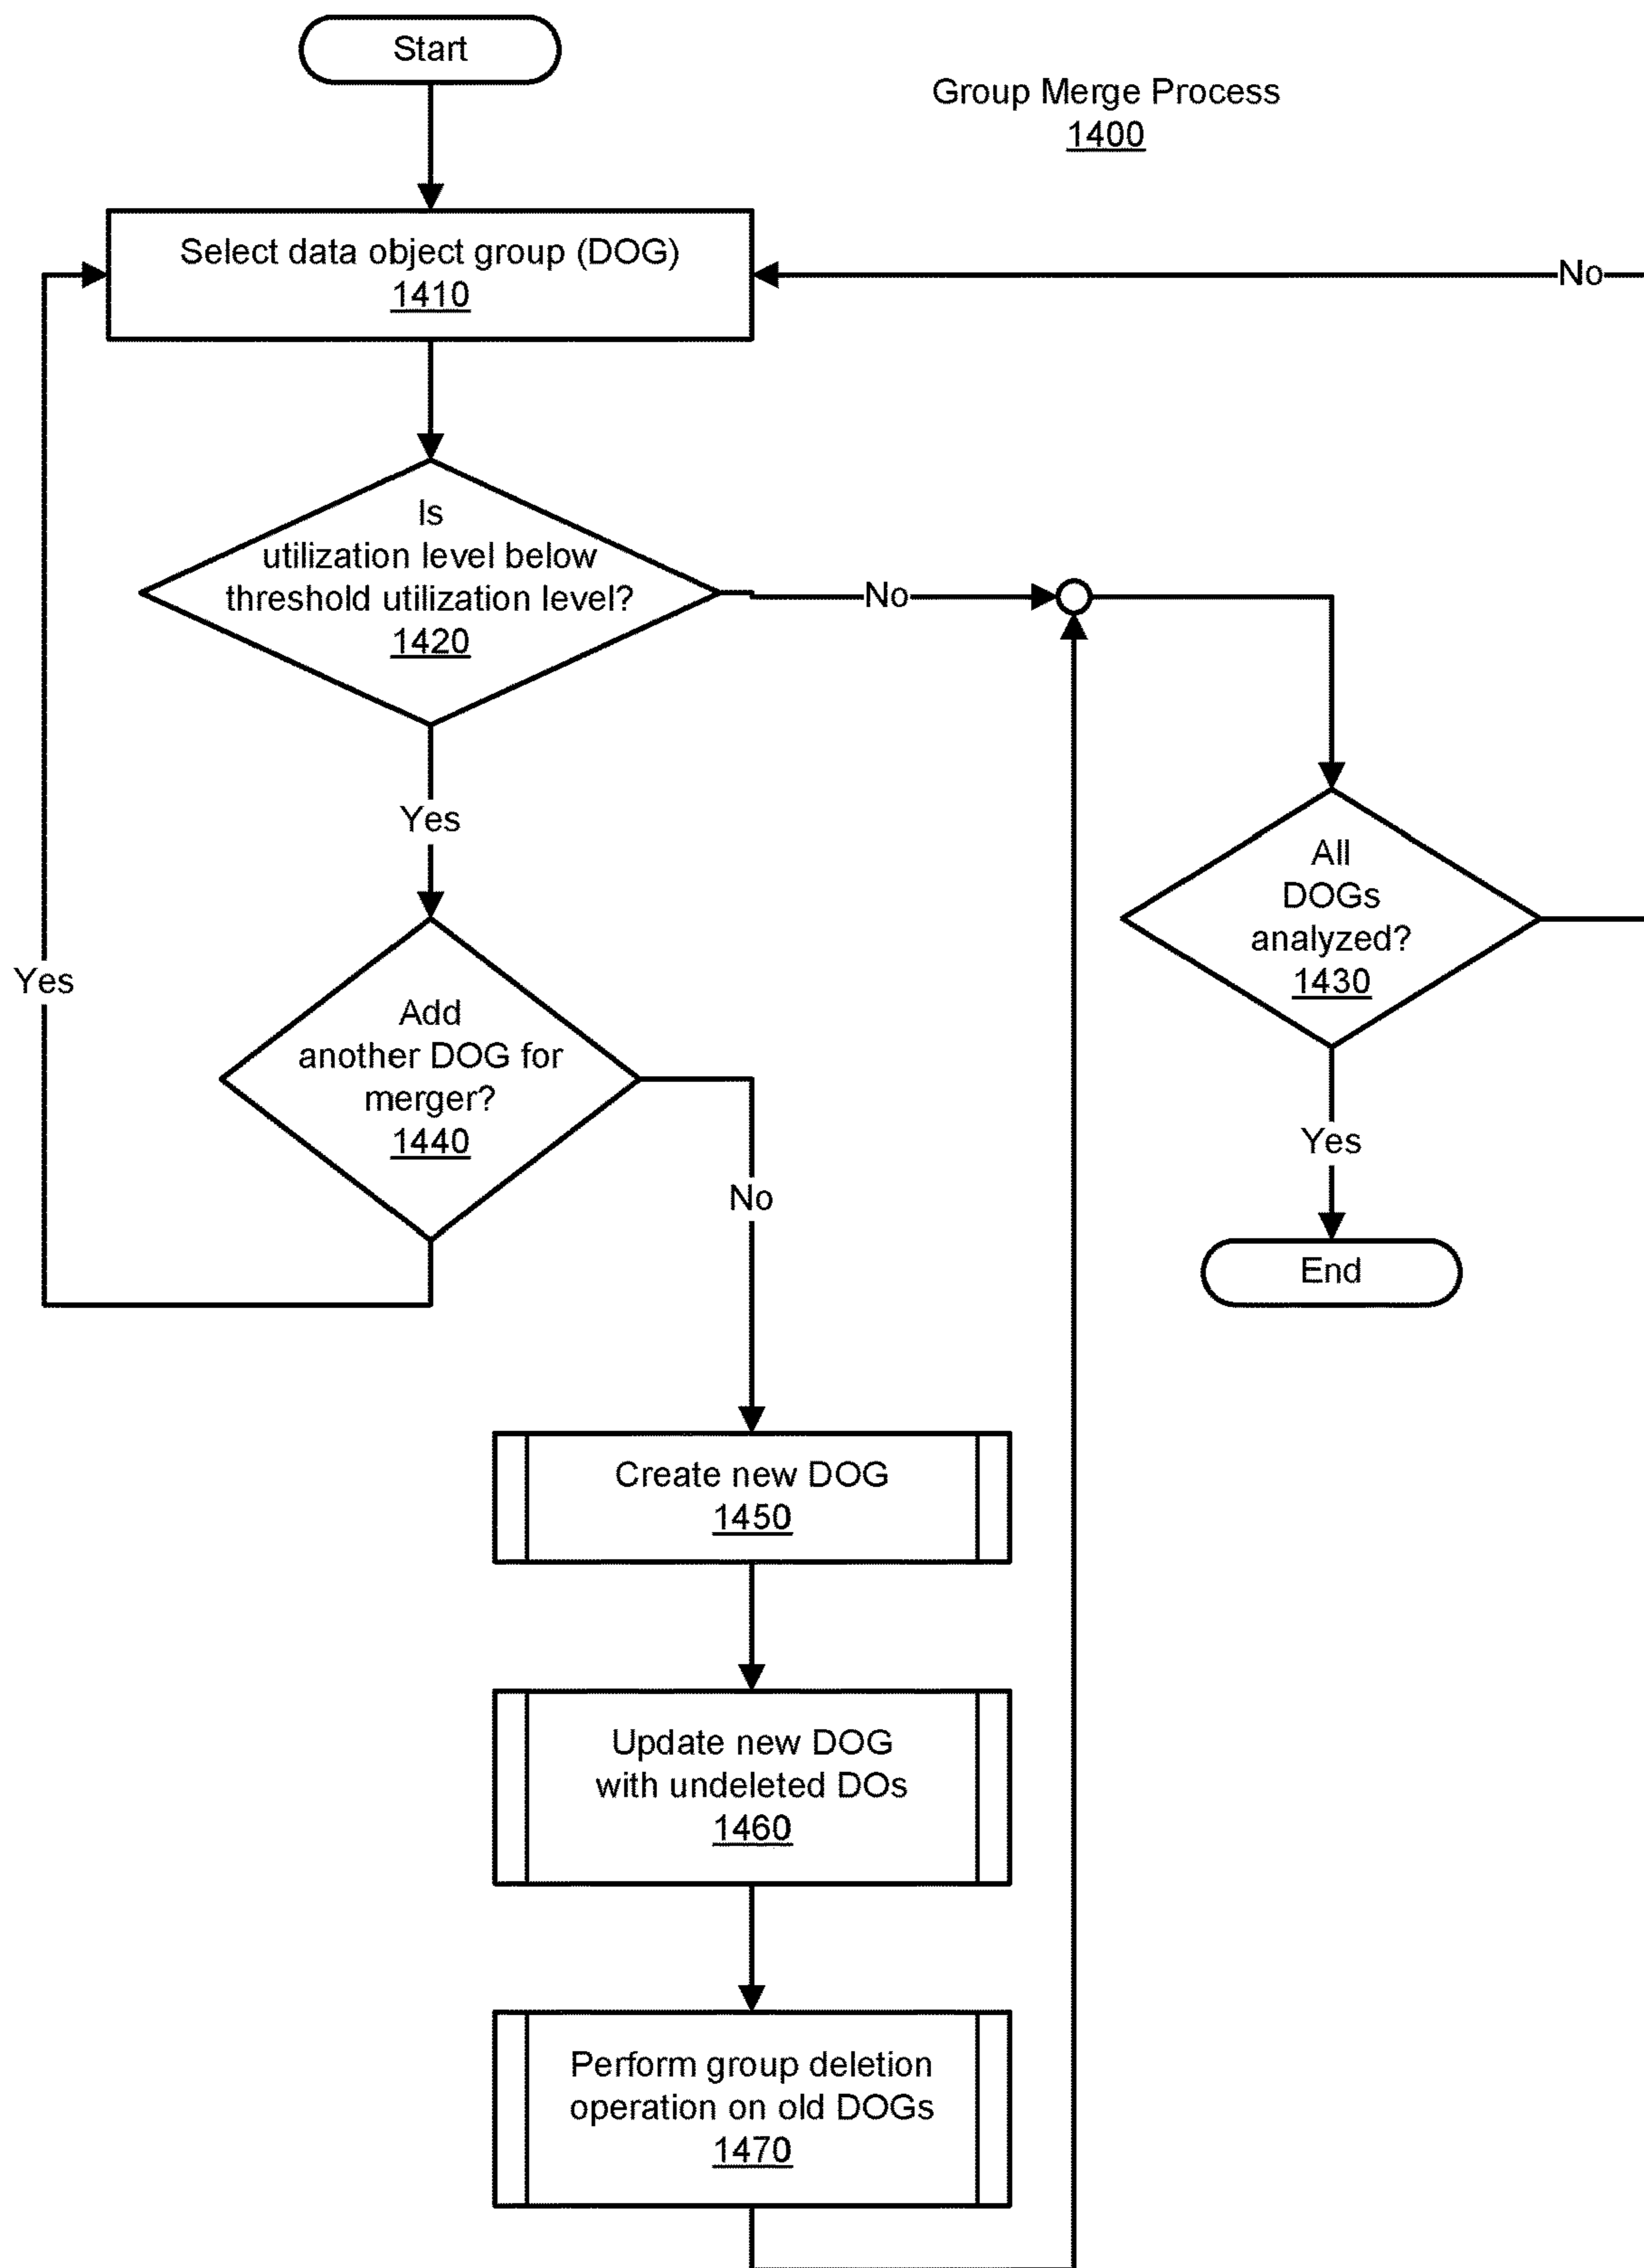 Start
Group Merge Process
1400
Select data object group (DOG)
1410
No
Is
utilization level below
threshold utilization level?
1420
No
Yes
All
DOGs
analyzed?
1430
Yes
Add
another DOG for
merger?
1440
Yes
No
End
Create new DOG
1450
Update new DOG
with undeleted DOs
1460
Perform group deletion
operation on old DOGs
1470